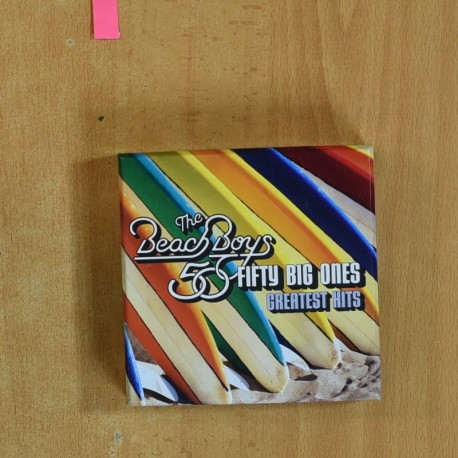 The
Beach Boys
50 FIFTY BIG ONES
GREATEST HITS